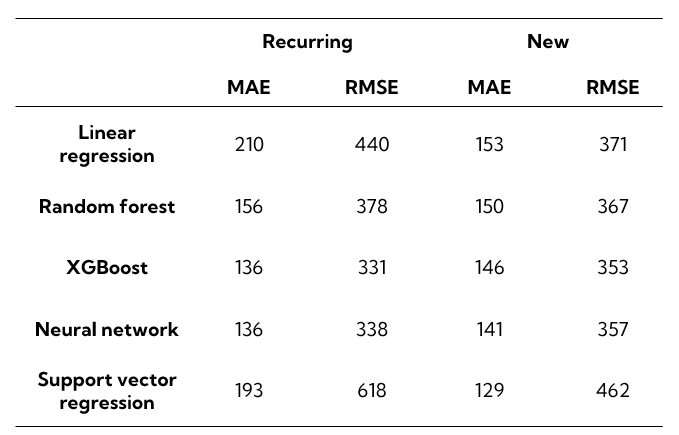 Recurring New
MAE RMSE MAE RMSE
Linear
regression 210 440 153 371
Random forest 156 378 150 367
XGBoost 136 331 146 353
Neural network 136 338 141 357
Support vector
regression 193 618 129 462